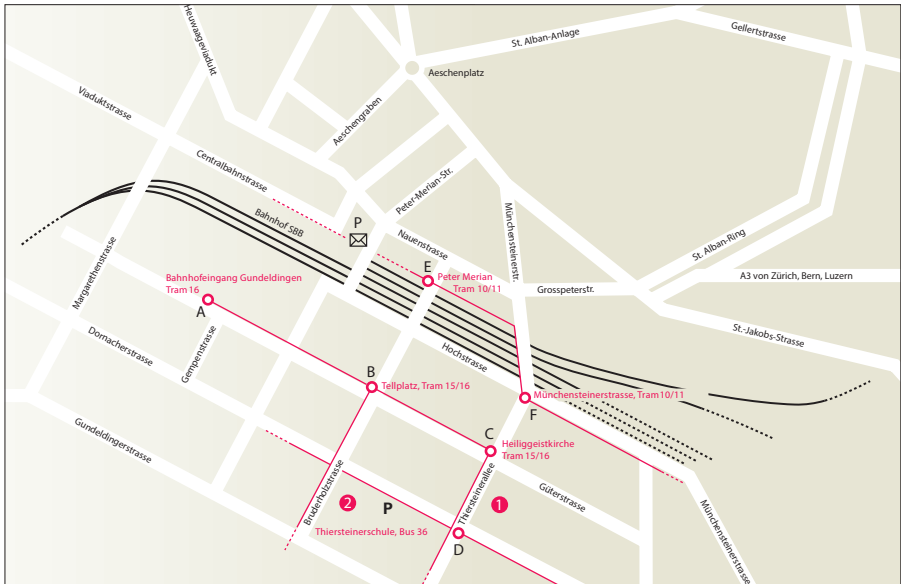 Heuwaageviadukt
St. Alban-Anlage
Gellertstrasse
Aeschenplatz
Viaduktstrasse
Aeschengraben
Centralbahnstrasse
Peter-Merian-Str.
Münchensteinerstr.
Bahnhof SBB
P
Nauenstrasse
St. Alban-Ring
Margarethenstrasse
E
Peter Merian
Tram 10/11
A3 von Zürich, Bern, Luzern
Bahnhofeingang Gundeldingen
Tram 16
Grosspeterstr.
A
St.-Jakobs-Strasse
Dornacherstrasse
Gempenstrasse
Hochstrasse
B
Tellplatz, Tram 15/16
Münchensteinerstrasse, Tram 10/11
F
Gundeldingerstrasse
C
Heiliggeistkirche
Tram 15/16
Bruderholzstrasse
Thiersteinerallee
Güterstrasse
2
P
1
Thiersteinerschule, Bus 36
D
Münchensteinerstrasse